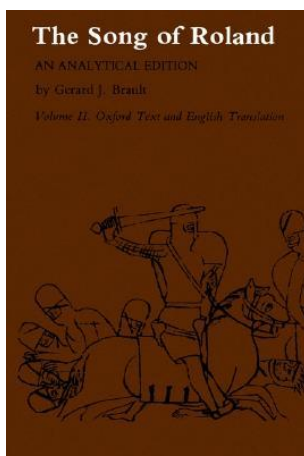 The Song of Roland
AN ANALYTICAL EDITION
by Gerard J. Brault
Volume II. Oxford Text and English Translation